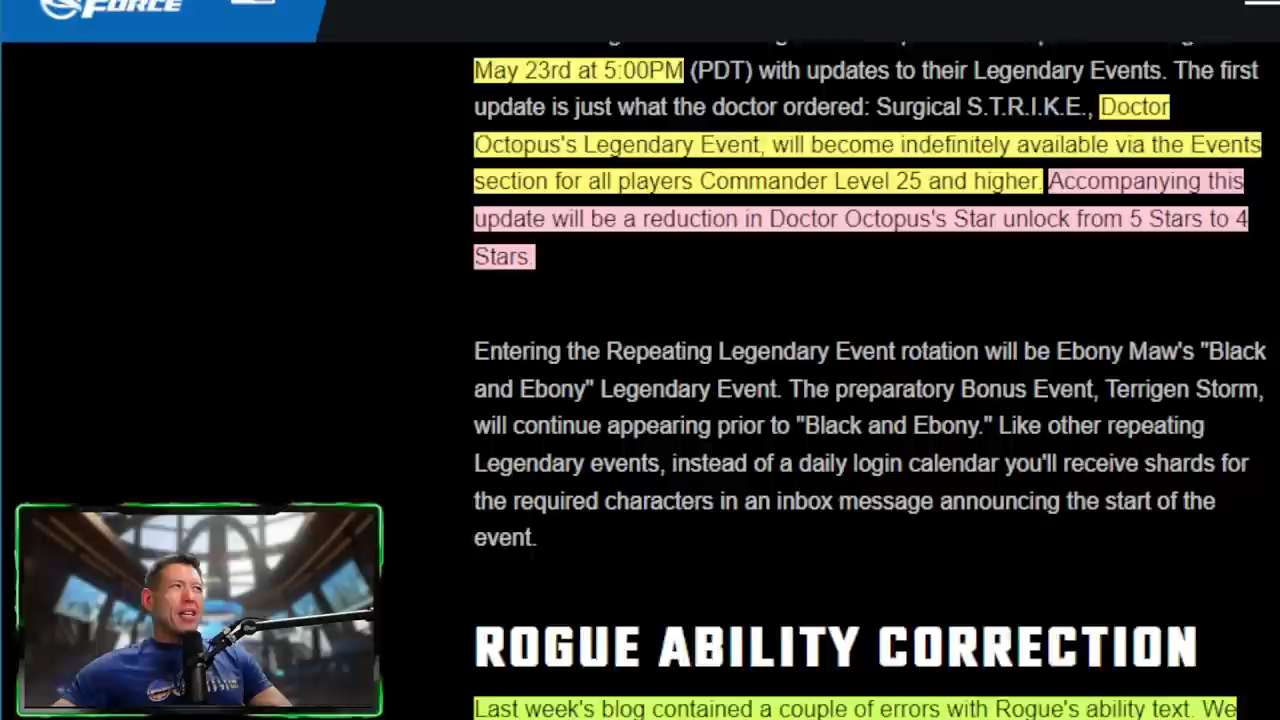 FORCE
May 23rd at 5:00PM (PDT) with updates to their Legendary Events. The first
update is just what the doctor ordered: Surgical S.T.R.I.K.E., Doctor
Octopus's Legendary Event, will become indefinitely available via the Events
section for all players Commander Level 25 and higher. Accompanying this
update will be a reduction in Doctor Octopus's Star unlock from 5 Stars to 4
Stars.
Entering the Repeating Legendary Event rotation will be Ebony Maw's "Black
and Ebony" Legendary Event. The preparatory Bonus Event, Terrigen Storm,
will continue appearing prior to "Black and Ebony." Like other repeating
Legendary events, instead of a daily login calendar you'll receive shards for
the required characters in an inbox message announcing the start of the
event.
ROGUE ABILITY CORRECTION
Last week's blog contained a couple of errors with Rogue's ability text. We